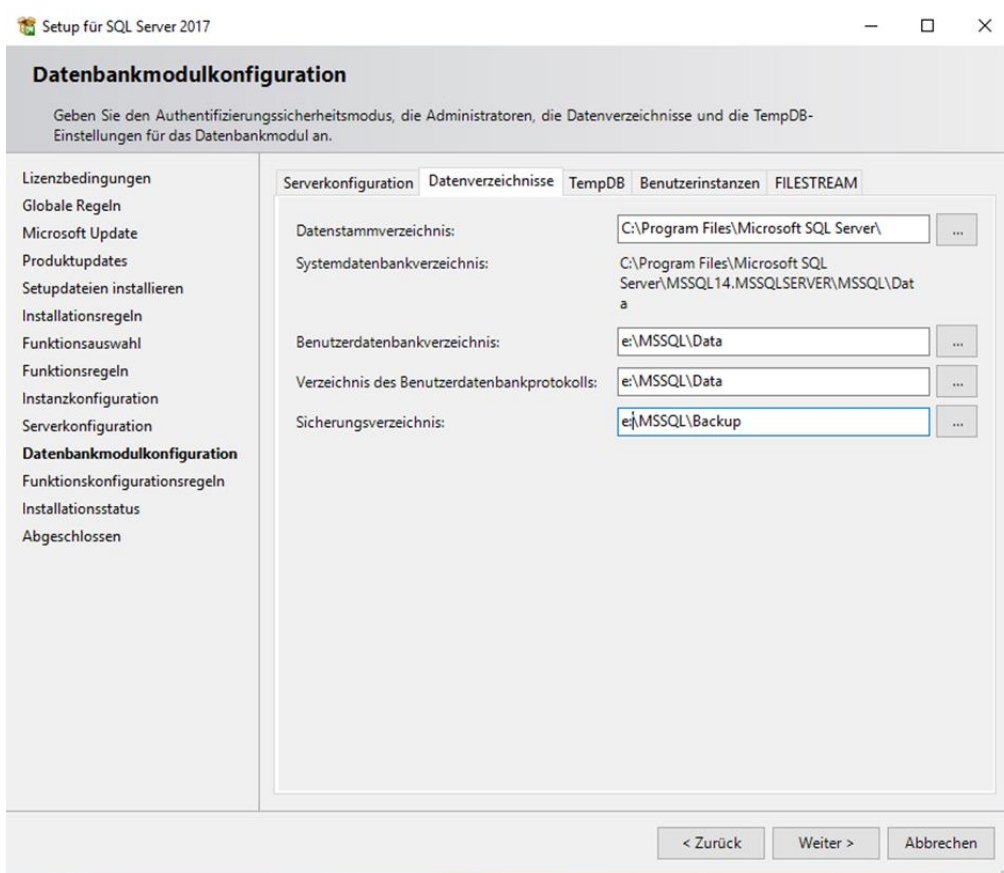 Setup für SQL Server 2017
Datenbankmodulkonfiguration
Geben Sie den Authentifizierungssicherheitsmodus, die Administratoren, die Datenverzeichnisse und die TempDB-
Einstellungen für das Datenbankmodul an.
Lizenzbedingungen
Globale Regeln
Microsoft Update
Produktupdates
Setupdateien installieren
Installationsregeln
Funktionsauswahl
Funktionsregeln
Instanzkonfiguration
Serverkonfiguration
Datenbankmodulkonfiguration
Funktionskonfigurationsregeln
Installationsstatus
Abgeschlossen
Serverkonfiguration Datenverzeichnisse TempDB Benutzerinstanzen FILESTREAM
Datenstammverzeichnis: C:\Program Files\Microsoft SQL Server\ ...
Systemdatenbankverzeichnis: C:\Program Files\Microsoft SQL
Server\MSSQL14.MSSQLSERVER\MSSQL\Dat
a
Benutzerdatenbankverzeichnis: e:\MSSQL\Data ...
Verzeichnis des Benutzerdatenbankprotokolls: e:\MSSQL\Data ...
Sicherungsverzeichnis: e:\MSSQL\Backup ...
< Zurück Weiter > Abbrechen